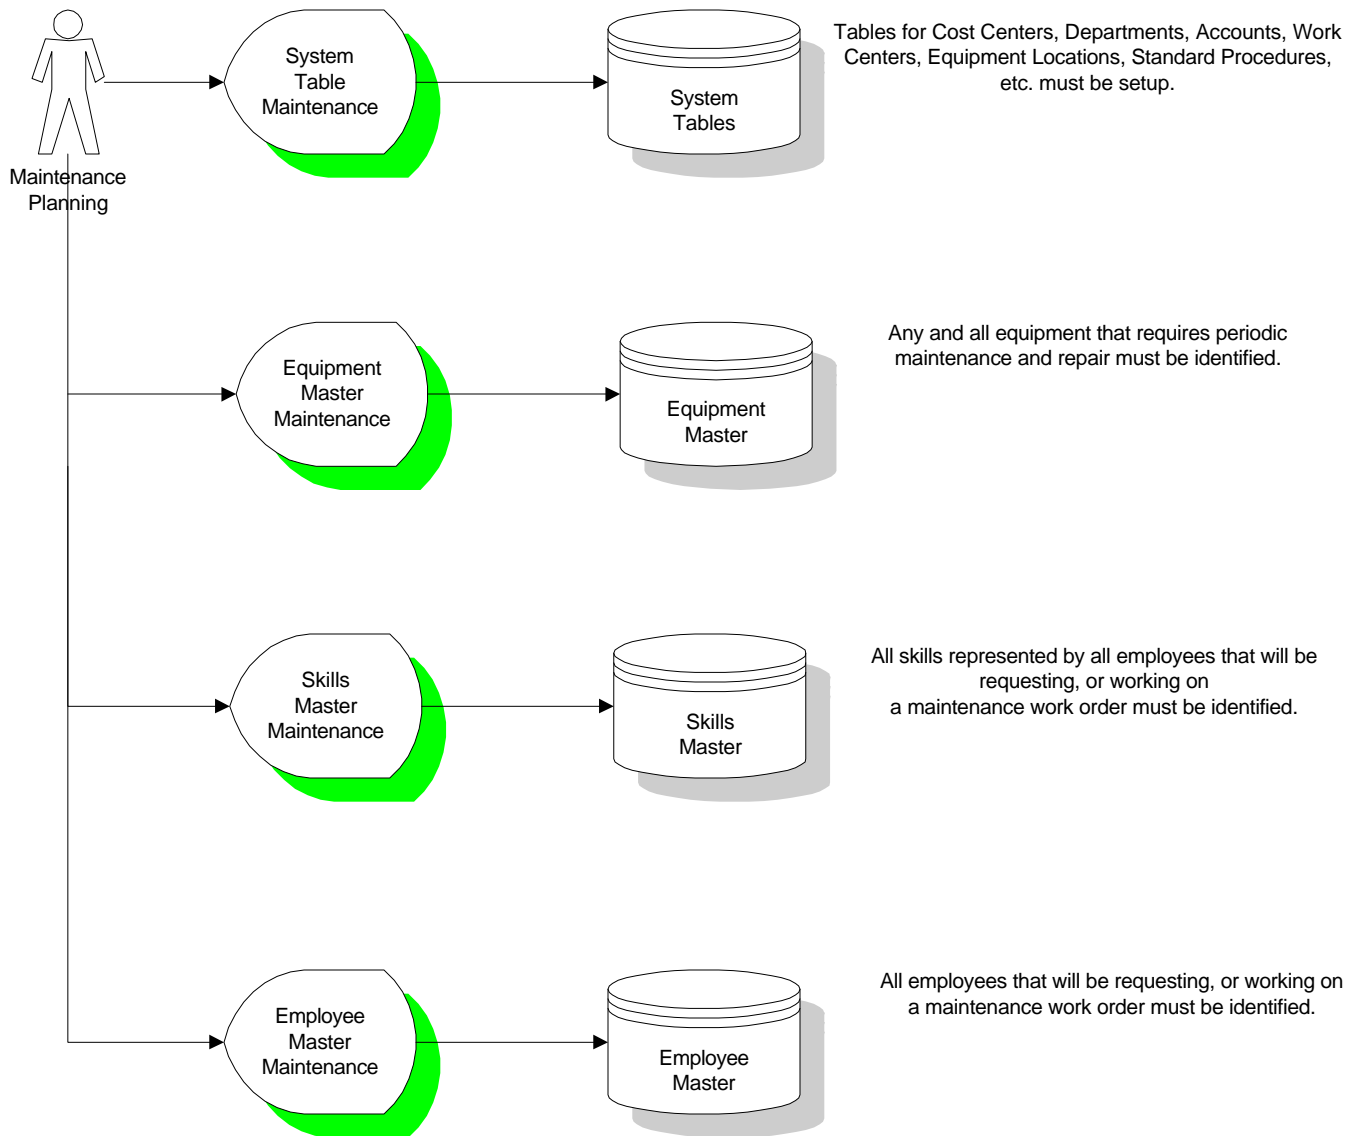 System
Table
Maintenance
System
Tables
Tables for Cost Centers, Departments, Accounts, Work
Centers, Equipment Locations, Standard Procedures,
etc. must be setup.
Maintenance
Planning
Equipment
Master
Maintenance
Equipment
Master
Any and all equipment that requires periodic
maintenance and repair must be identified.
Skills
Master
Maintenance
Skills
Master
All skills represented by all employees that will be
requesting, or working on
a maintenance work order must be identified.
Employee
Master
Maintenance
Employee
Master
All employees that will be requesting, or working on
a maintenance work order must be identified.